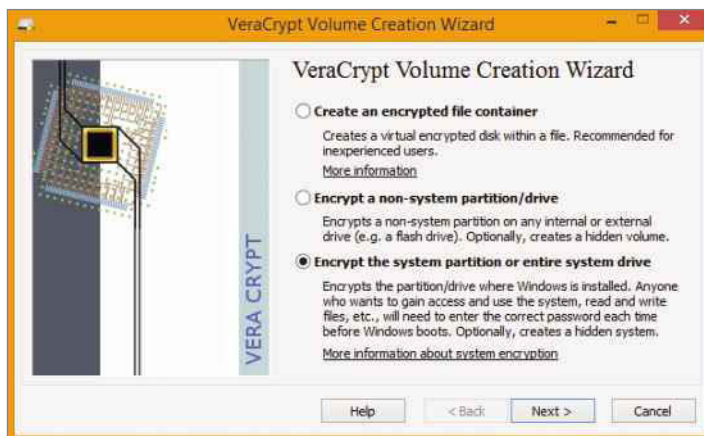 VeraCrypt Volume Creation Wizard
VeraCrypt Volume Creation Wizard
Create an encrypted file container
Creates a virtual encrypted disk within a file. Recommended for
inexperienced users.
More information
Encrypt a non-system partition/drive
Encrypts a non-system partition on any internal or external
drive (e.g. a flash drive). Optionally, creates a hidden volume.
Encrypt the system partition or entire system drive
Encrypts the partition/drive where Windows is installed. Anyone
who wants to gain access and use the system, read and write
files, etc., will need to enter the correct password each time
before Windows boots. Optionally, creates a hidden system.
More information about system encryption
VERA CRYPT
Help
< Back
Next >
Cancel